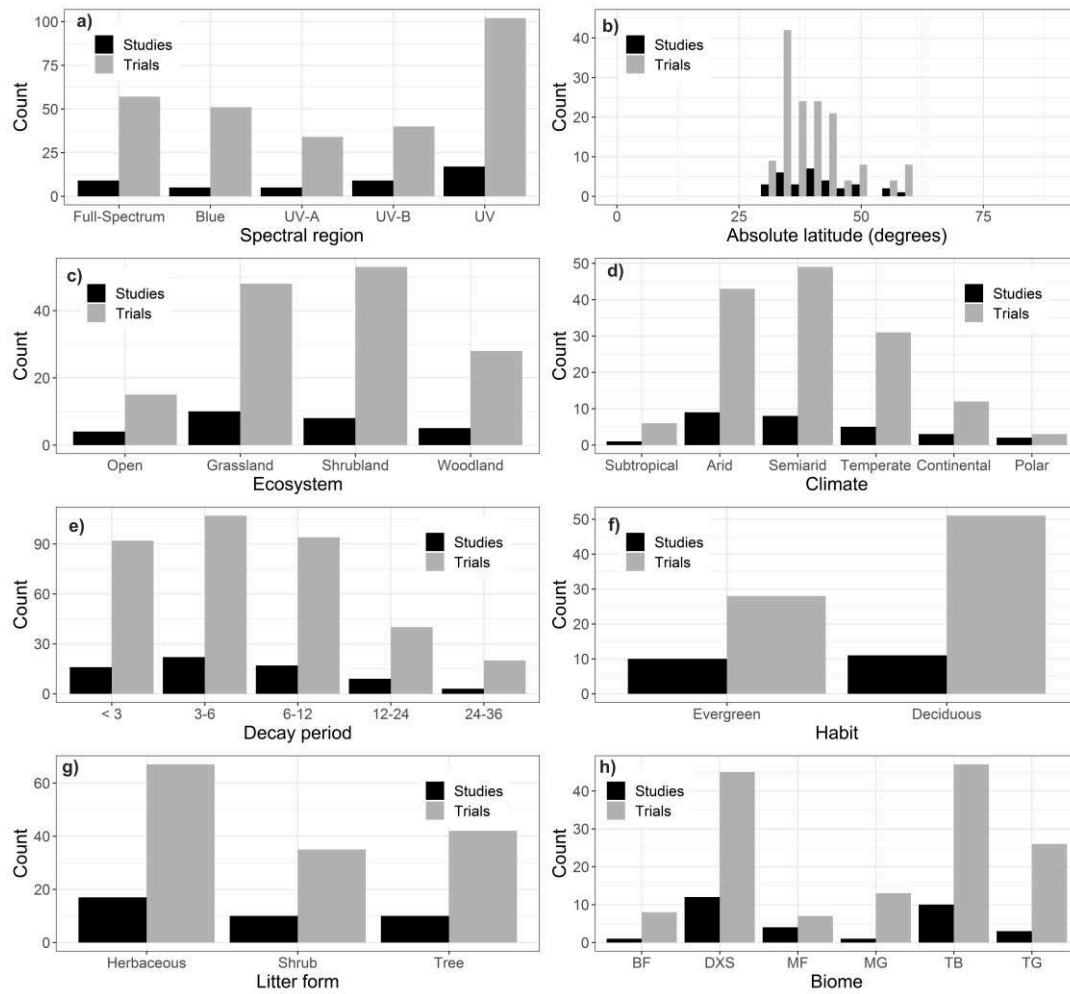 a)
Studies
Trials
Count
100
75
50
25
0
Full-Spectrum Blue UV-A UV-B UV
Spectral region
b)
Studies
Trials
Count
40
30
20
10
0
0 25 50 75
Absolute latitude (degrees)
c)
Studies
Trials
Count
40
20
0
Open Grassland Shrubland Woodland
Ecosystem
d)
Studies
Trials
Count
50
40
30
20
10
0
Subtropical Arid Semiarid Temperate Continental Polar
Climate
e)
Studies
Trials
Count
90
60
30
0
< 3 3-6 6-12 12-24 24-36
Decay period
f)
Studies
Trials
Count
50
40
30
20
10
0
Evergreen Deciduous
Habit
g)
Studies
Trials
Count
60
40
20
0
Herbaceous Shrub Tree
Litter form
h)
Studies
Trials
Count
40
30
20
10
0
BF DXS MF MG TB TG
Biome